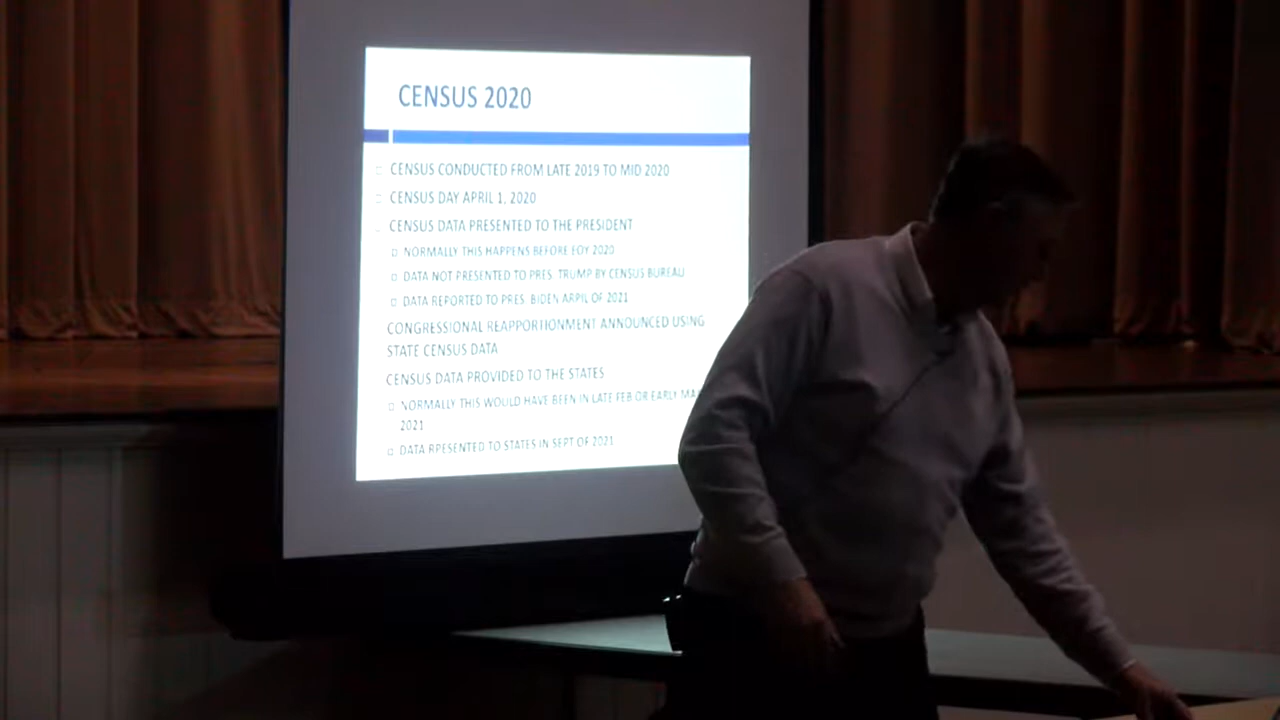 CENSUS 2020
CENSUS CONDUCTED FROM LATE 2019 TO MID 2020
CENSUS DAY APRIL 1, 2020
CENSUS DATA PRESENTED TO THE PRESIDENT
NORMALLY THIS HAPPENS BEFORE EOY 2020
DATA NOT PRESENTED TO PRES. TRUMP BY CENSUS BUREAU
DATA REPORTED TO PRES. BIDEN ARPIL OF 2021
CONGRESSIONAL REAPPORTIONMENT ANNOUNCED USING
STATE CENSUS DATA
CENSUS DATA PROVIDED TO THE STATES
NORMALLY THIS WOULD HAVE BEEN IN LATE FEB OR EARLY MA
2021
DATA RPESENTED TO STATES IN SEPT OF 2021